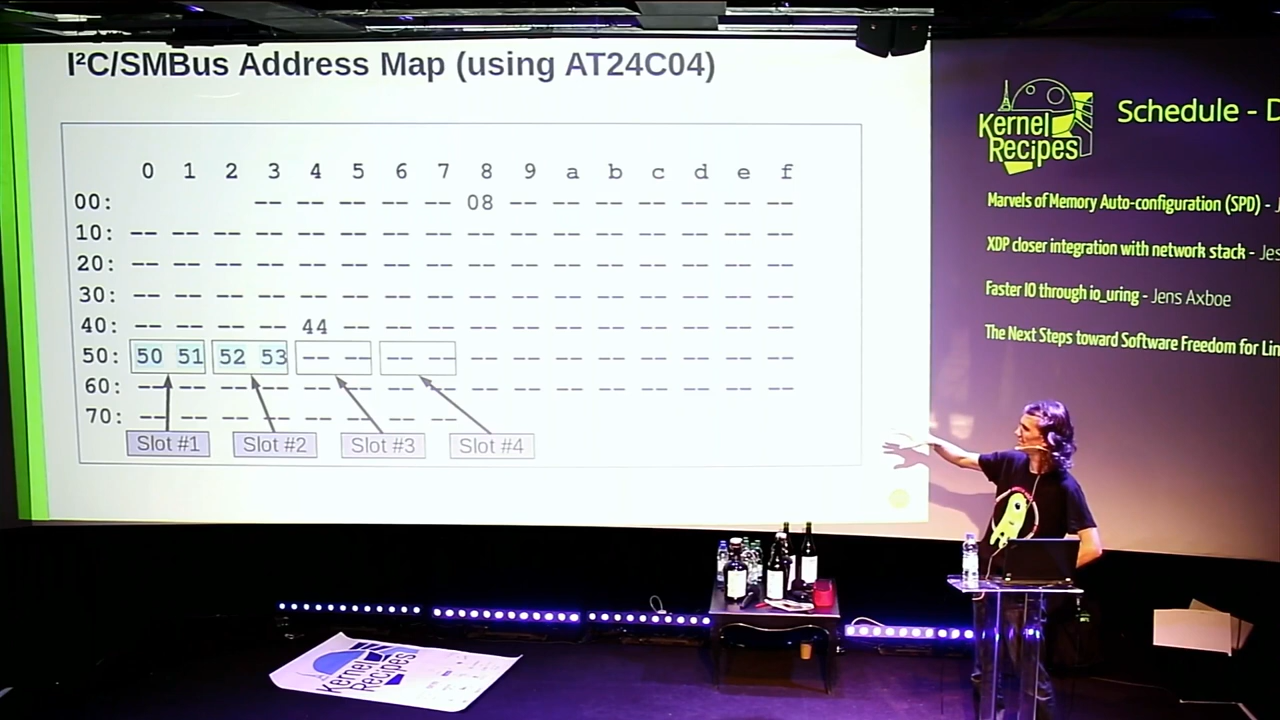 I²C/SMBus Address Map (using AT24C04)
0 1 2 3 4 5 6 7 8 9 a b c d e f
00: -- -- -- -- -- 08 -- -- -- -- -- -- --
10: -- -- -- -- -- -- -- -- -- -- -- -- -- -- -- --
20: -- -- -- -- -- -- -- -- -- -- -- -- -- -- -- --
30: -- -- -- -- -- -- -- -- -- -- -- -- -- -- -- --
40: -- -- -- -- 44 -- -- -- -- -- -- -- -- -- -- --
50: 50 51 52 53 -- -- -- -- -- -- -- -- -- -- -- --
60: -- -- -- -- -- -- -- -- -- -- -- -- -- -- -- --
70: -- -- -- -- -- -- -- --
Slot #1 Slot #2 Slot #3 Slot #4
Kernel
Recipes
Schedule -
Marvels of Memory Auto-configuration (SPD) -
XDP closer integration with network stack -
Faster IO through io_uring - Jens Axboe
The Next Steps toward Software Freedom for
Kernel
Recipes